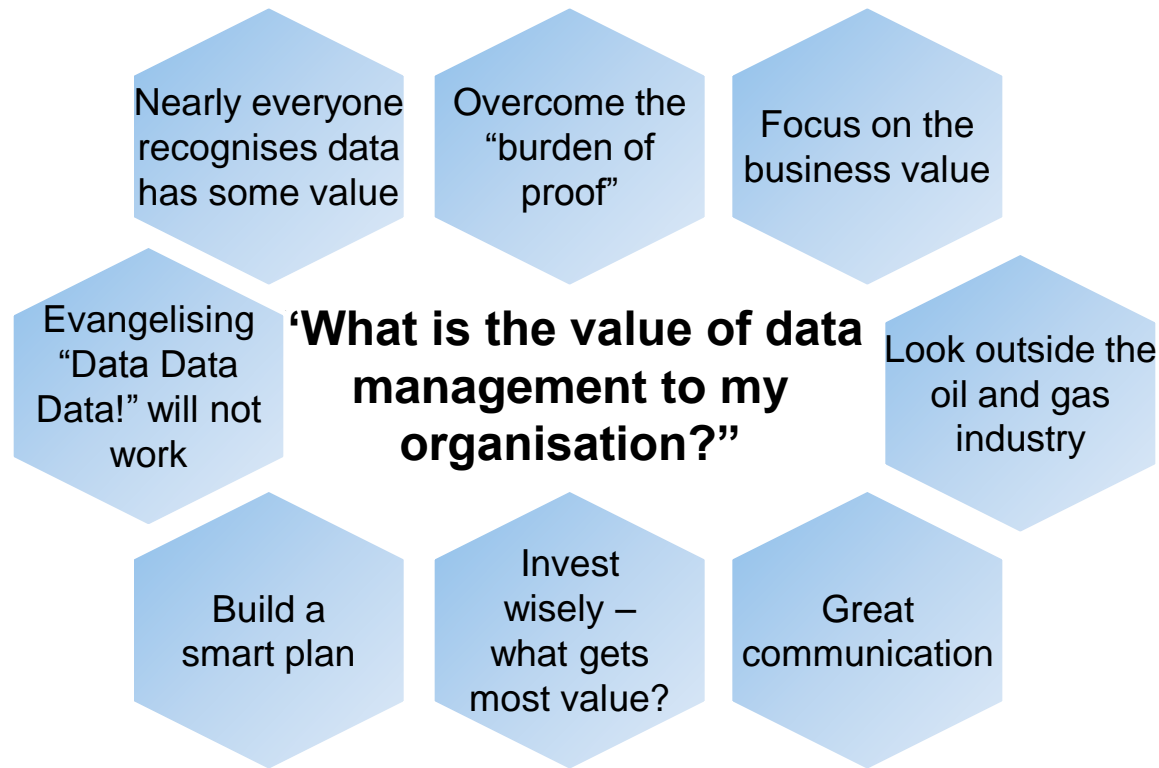 Nearly everyone
recognises data
has some value
Overcome the
“burden of
proof”
Focus on the
business value
Evangelising
“Data Data
Data!” will not
work
‘What is the value of data
management to my
organisation?”
Look outside the
oil and gas
industry
Build a
smart plan
Invest
wisely –
what gets
most value?
Great
communication